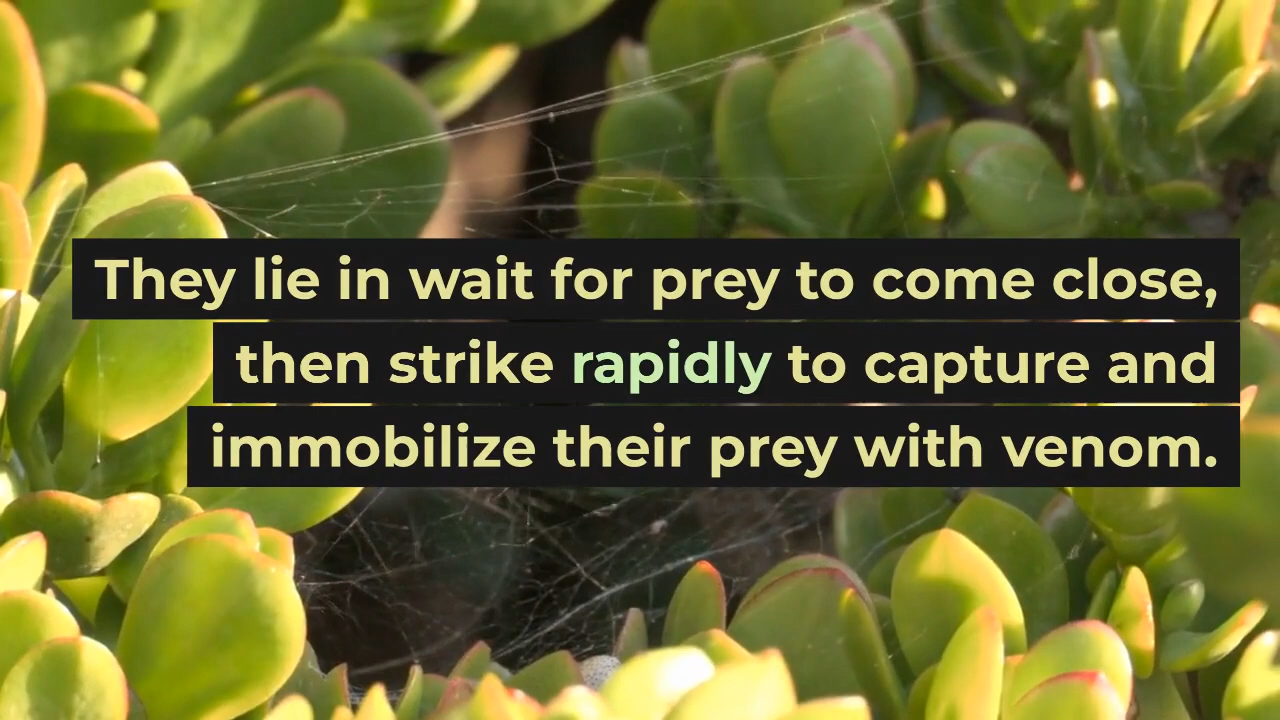 They lie in wait for prey to come close,
then strike rapidly to capture and
immobilize their prey with venom.